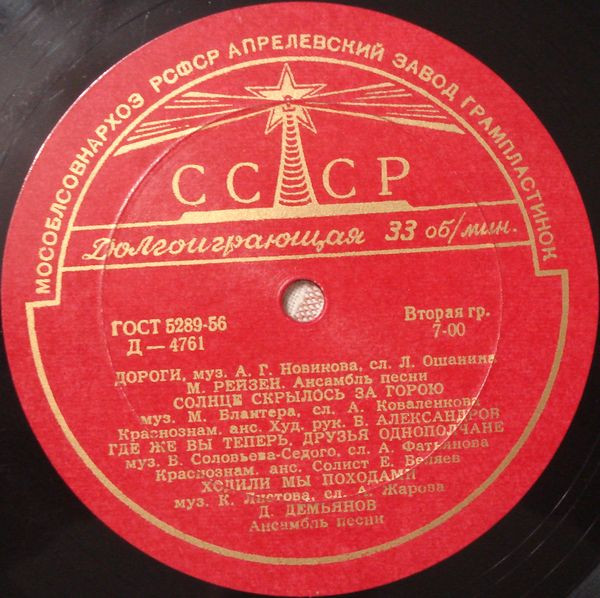 МОСОБЛСОВНАРХОЗ РСФСР АПРЕЛЕВСКИЙ ЗАВОД ГРАМПЛАСТИНОК
СССР
Долгоиграющая 33 об/мин.
ГОСТ 5289-56
Д — 4761
Вторая гр.
7-00
ДОРОГИ, муз. А. Г. Новикова, сл. Л. Ошанина
М. РЕЙЗЕН. Ансамбль песни
СОЛНЦЕ СКРЫЛОСЬ ЗА ГОРОЮ
муз. М. Блантера, сл. А. Коваленкова
Краснознам. анс. Худ. рук. Б. АЛЕКСАНДРОВ
ГДЕ ЖЕ ВЫ ТЕПЕРЬ, ДРУЗЬЯ ОДНОПОЛЧАНЕ
муз. В. Соловьева-Седого, сл. А. Фатьянова
Краснознам. анс. Солист Е. Беляев
ХОДИЛИ МЫ ПОХОДАМИ
муз. К. Листова, сл. А. Жарова
Д. ДЕМЬЯНОВ
Ансамбль песни